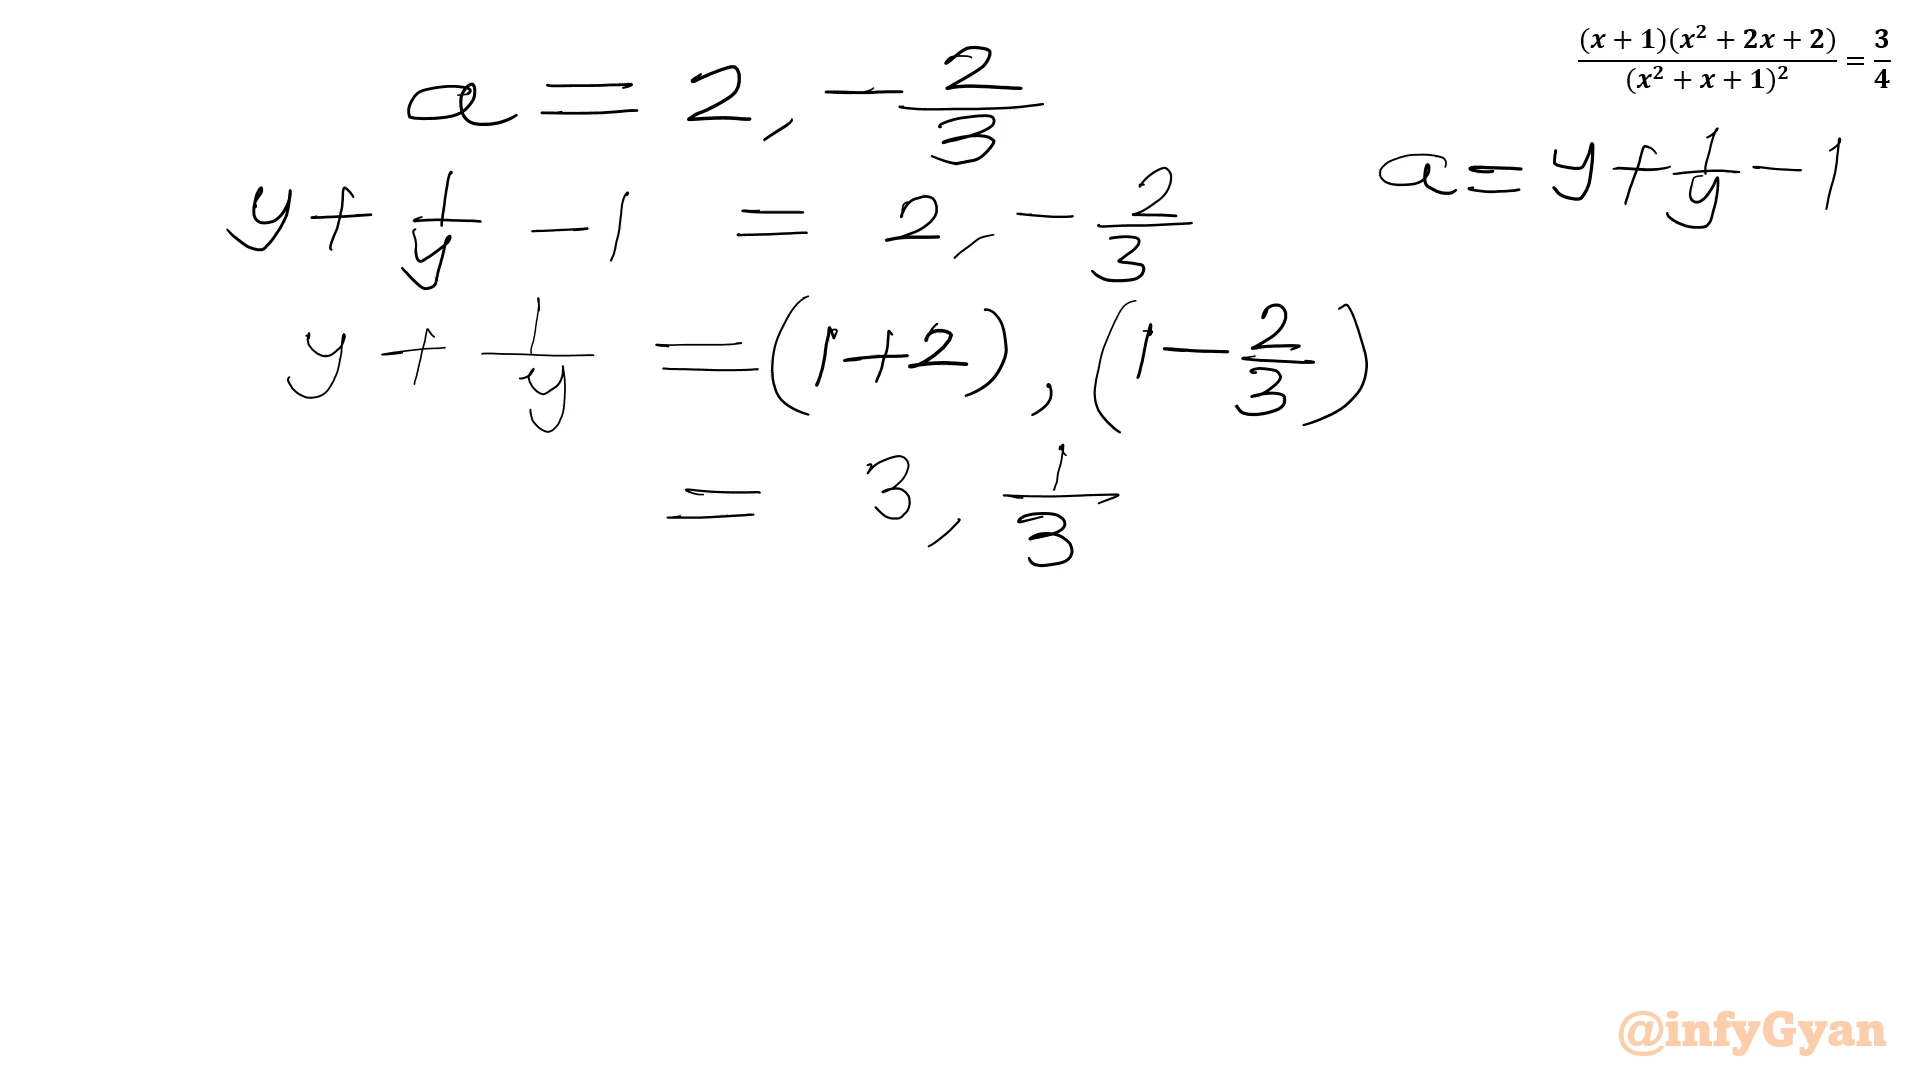 (x + 1)(x² + 2x + 2) / (x² + x + 1)² = 3/4
a = 2, -2/3
a = y + 1/y - 1
y + 1/y - 1 = 2, -2/3
y + 1/y = (1+2), (1 - 2/3)
= 3, 1/3
@infyGyan